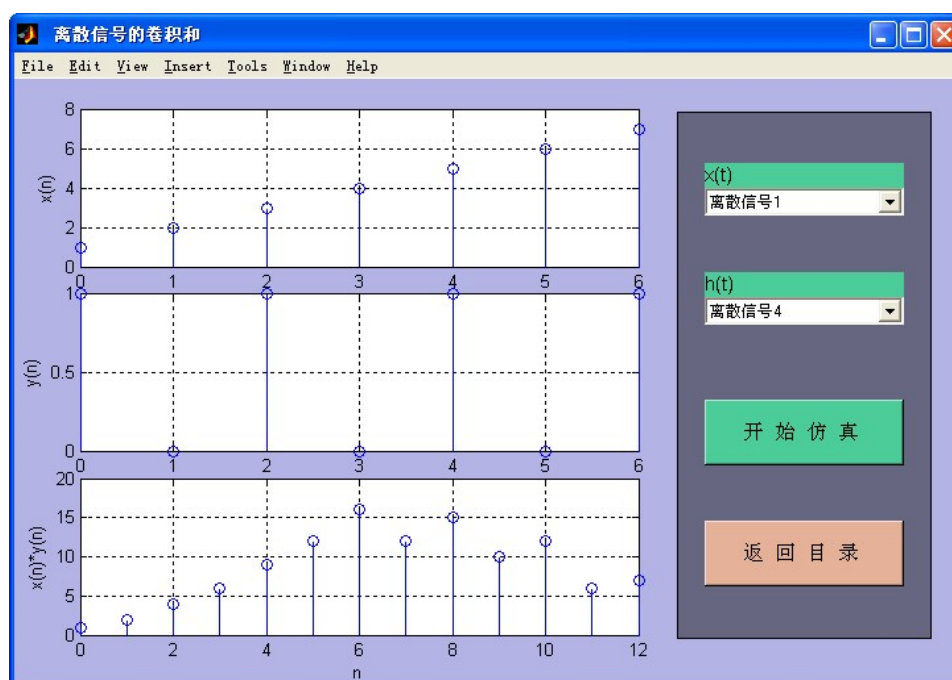 离散信号的卷积和
File Edit View Insert Tools Window Help
8
6
4
2
0
x(n)
0 1 2 3 4 5 6
1
0.5
0
y(n)
0 1 2 3 4 5 6
20
15
10
5
0
x(n)*y(n)
0 2 4 6 8 10 12
n
x(t)
离散信号1
h(t)
离散信号4
开 始 仿 真
返 回 目 录